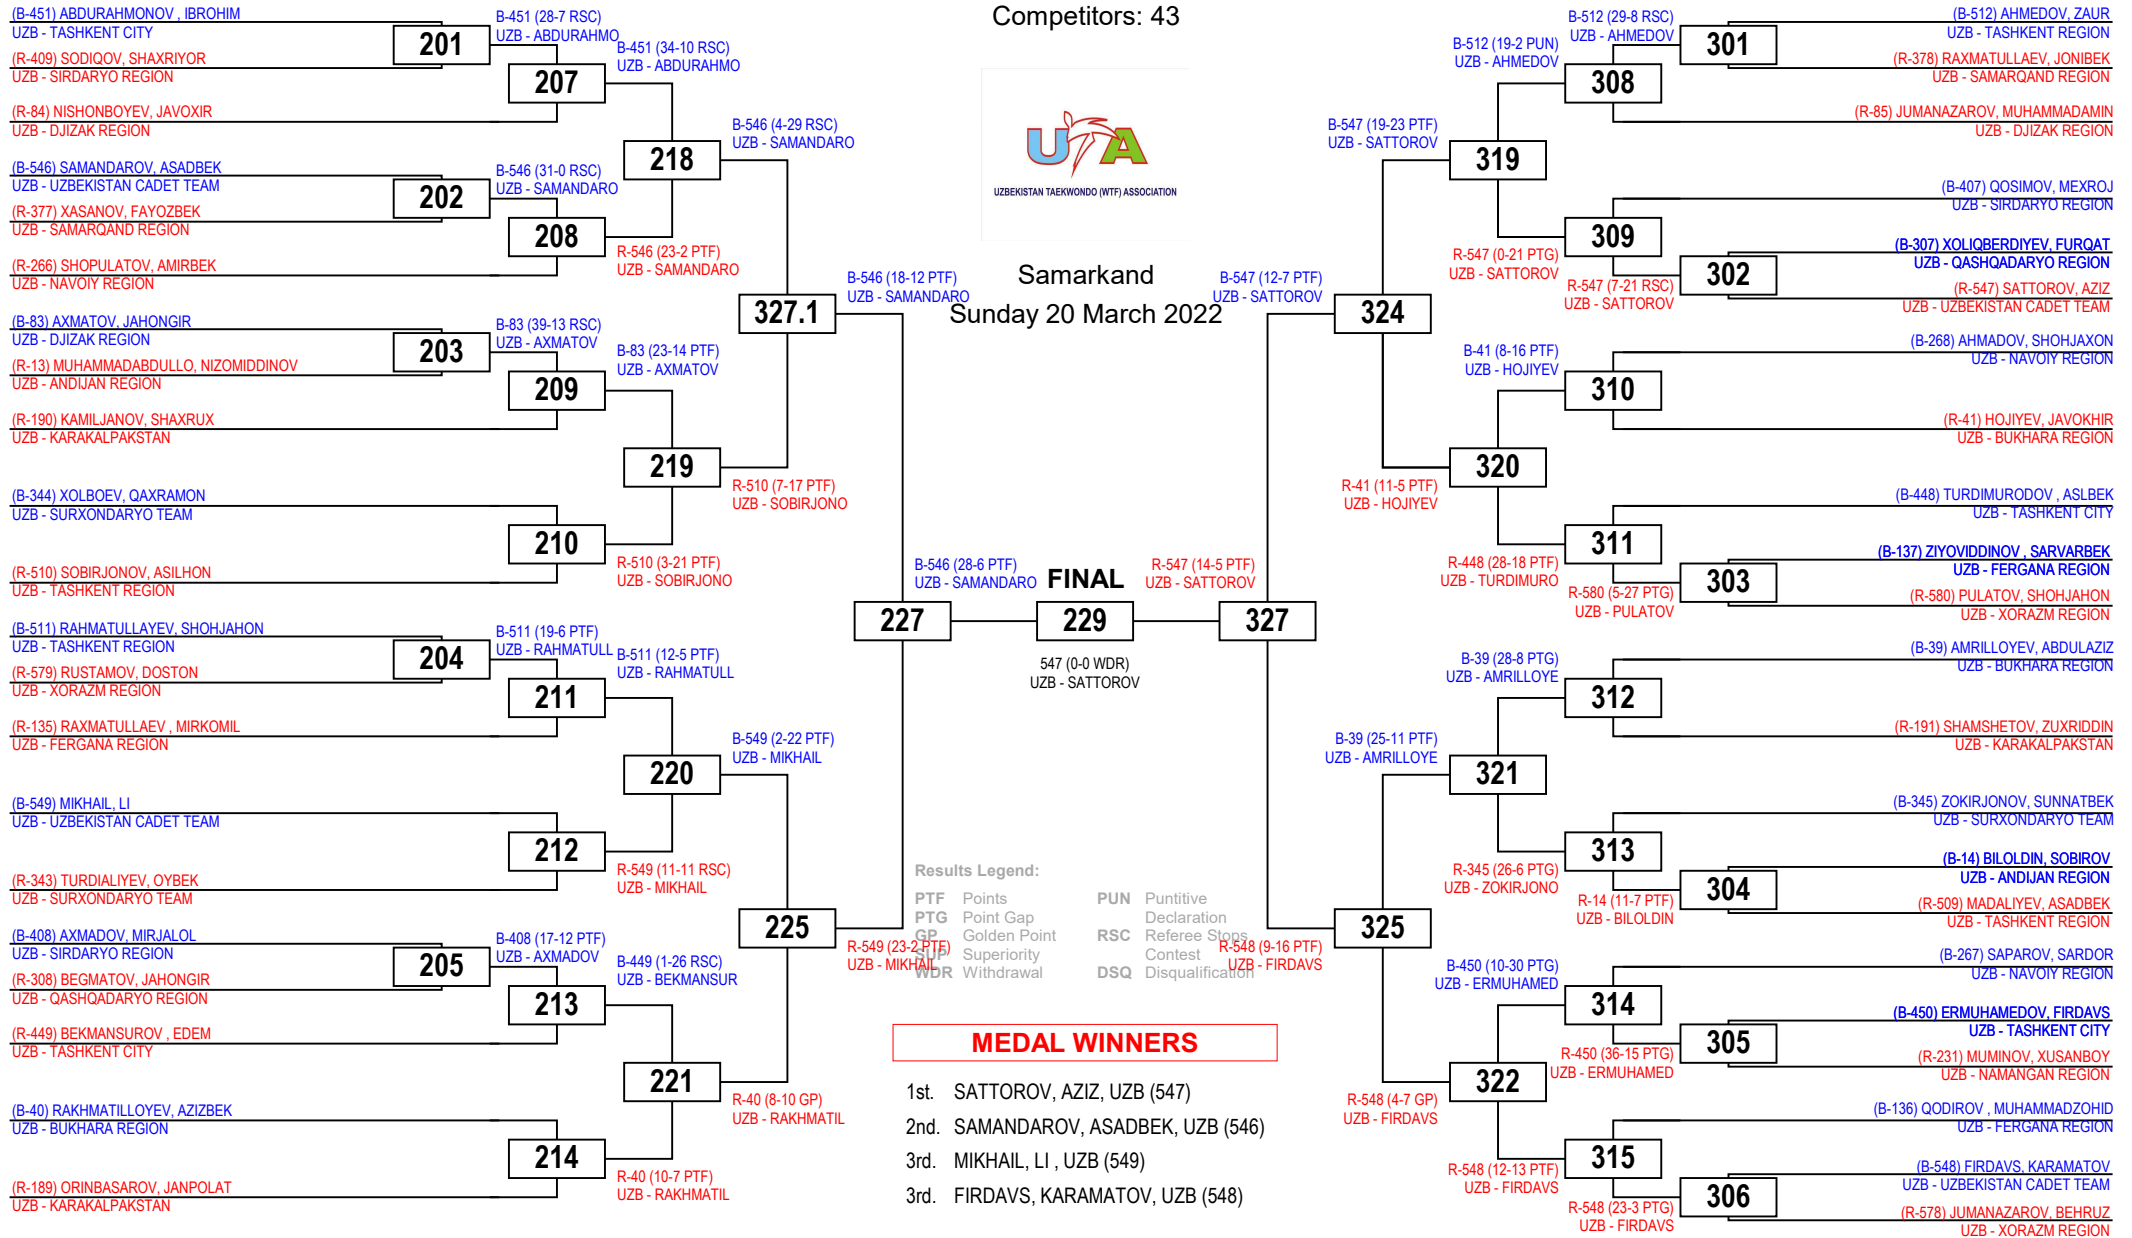 Competitors: 43
UTA
UZBEKISTAN TAEKWONDO (WTF) ASSOCIATION
Samarkand
Sunday 20 March 2022
(B-451) ABDURAHMONOV , IBROHIM
UZB - TASHKENT CITY
(R-409) SODIQOV, SHAXRIYOR
UZB - SIRDARYO REGION
(R-84) NISHONBOYEV, JAVOXIR
UZB - DJIZAK REGION
(B-546) SAMANDAROV, ASADBEK
UZB - UZBEKISTAN CADET TEAM
(R-377) XASANOV, FAYOZBEK
UZB - SAMARQAND REGION
(R-266) SHOPULATOV, AMIRBEK
UZB - NAVOIY REGION
(B-83) AXMATOV, JAHONGIR
UZB - DJIZAK REGION
(R-13) MUHAMMADABDULLO, NIZOMIDDINOV
UZB - ANDIJAN REGION
(R-190) KAMILJANOV, SHAXRUX
UZB - KARAKALPAKSTAN
(B-344) XOLBOEV, QAXRAMON
UZB - SURXONDARYO TEAM
(R-510) SOBIRJONOV, ASILHON
UZB - TASHKENT REGION
(B-511) RAHMATULLAYEV, SHOHJAHON
UZB - TASHKENT REGION
(R-579) RUSTAMOV, DOSTON
UZB - XORAZM REGION
(R-135) RAXMATULLAEV , MIRKOMIL
UZB - FERGANA REGION
(B-549) MIKHAIL, LI
UZB - UZBEKISTAN CADET TEAM
(R-343) TURDIALIYEV, OYBEK
UZB - SURXONDARYO TEAM
(B-408) AXMADOV, MIRJALOL
UZB - SIRDARYO REGION
(R-308) BEGMATOV, JAHONGIR
UZB - QASHQADARYO REGION
(R-449) BEKMANSUROV , EDEM
UZB - TASHKENT CITY
(B-40) RAKHMATILLOYEV, AZIZBEK
UZB - BUKHARA REGION
(R-189) ORINBASAROV, JANPOLAT
UZB - KARAKALPAKSTAN
201
202
203
204
205
B-451 (28-7 RSC)
UZB - ABDURAHMO
B-546 (31-0 RSC)
UZB - SAMANDARO
B-83 (39-13 RSC)
UZB - AXMATOV
B-511 (19-6 PTF)
UZB - RAHMATULL
B-408 (17-12 PTF)
UZB - AXMADOV
207
208
209
210
211
212
213
214
B-451 (34-10 RSC)
UZB - ABDURAHMO
R-546 (23-2 PTF)
UZB - SAMANDARO
B-83 (23-14 PTF)
UZB - AXMATOV
R-510 (3-21 PTF)
UZB - SOBIRJONO
B-511 (12-5 PTF)
UZB - RAHMATULL
R-549 (11-11 RSC)
UZB - MIKHAIL
B-449 (1-26 RSC)
UZB - BEKMANSUR
R-40 (10-7 PTF)
UZB - RAKHMATIL
218
219
220
221
B-546 (4-29 RSC)
UZB - SAMANDARO
R-510 (7-17 PTF)
UZB - SOBIRJONO
B-549 (2-22 PTF)
UZB - MIKHAIL
R-40 (8-10 GP)
UZB - RAKHMATIL
327.1
225
B-546 (18-12 PTF)
UZB - SAMANDARO
R-549 (23-2 PTF)
UZB - MIKHAIL
227
B-546 (28-6 PTF)
UZB - SAMANDARO
FINAL
229
547 (0-0 WDR)
UZB - SATTOROV
R-547 (14-5 PTF)
UZB - SATTOROV
327
B-547 (12-7 PTF)
UZB - SATTOROV
R-548 (9-16 PTF)
UZB - FIRDAVS
324
325
B-547 (19-23 PTF)
UZB - SATTOROV
R-41 (11-5 PTF)
UZB - HOJIYEV
B-39 (25-11 PTF)
UZB - AMRILLOYE
R-548 (4-7 GP)
UZB - FIRDAVS
319
320
321
322
B-512 (19-2 PUN)
UZB - AHMEDOV
R-547 (0-21 PTG)
UZB - SATTOROV
B-41 (8-16 PTF)
UZB - HOJIYEV
R-448 (28-18 PTF)
UZB - TURDIMURO
B-39 (28-8 PTG)
UZB - AMRILLOYE
R-345 (26-6 PTG)
UZB - ZOKIRJONO
B-450 (10-30 PTG)
UZB - ERMUHAMED
R-548 (12-13 PTF)
UZB - FIRDAVS
308
309
310
311
312
313
314
315
B-512 (29-8 RSC)
UZB - AHMEDOV
R-547 (7-21 RSC)
UZB - SATTOROV
R-580 (5-27 PTG)
UZB - PULATOV
R-14 (11-7 PTF)
UZB - BILOLDIN
R-450 (36-15 PTG)
UZB - ERMUHAMED
R-548 (23-3 PTG)
UZB - FIRDAVS
301
302
303
304
305
306
(B-512) AHMEDOV, ZAUR
UZB - TASHKENT REGION
(R-378) RAXMATULLAEV, JONIBEK
UZB - SAMARQAND REGION
(R-85) JUMANAZAROV, MUHAMMADAMIN
UZB - DJIZAK REGION
(B-407) QOSIMOV, MEXROJ
UZB - SIRDARYO REGION
(B-307) XOLIQBERDIYEV, FURQAT
UZB - QASHQADARYO REGION
(R-547) SATTOROV, AZIZ
UZB - UZBEKISTAN CADET TEAM
(B-268) AHMADOV, SHOHJAXON
UZB - NAVOIY REGION
(R-41) HOJIYEV, JAVOKHIR
UZB - BUKHARA REGION
(B-448) TURDIMURODOV , ASLBEK
UZB - TASHKENT CITY
(B-137) ZIYOVIDDINOV , SARVARBEK
UZB - FERGANA REGION
(R-580) PULATOV, SHOHJAHON
UZB - XORAZM REGION
(B-39) AMRILLOYEV, ABDULAZIZ
UZB - BUKHARA REGION
(R-191) SHAMSHETOV, ZUXRIDDIN
UZB - KARAKALPAKSTAN
(B-345) ZOKIRJONOV, SUNNATBEK
UZB - SURXONDARYO TEAM
(B-14) BILOLDIN, SOBIROV
UZB - ANDIJAN REGION
(R-509) MADALIYEV, ASADBEK
UZB - TASHKENT REGION
(B-267) SAPAROV, SARDOR
UZB - NAVOIY REGION
(B-450) ERMUHAMEDOV, FIRDAVS
UZB - TASHKENT CITY
(R-231) MUMINOV, XUSANBOY
UZB - NAMANGAN REGION
(B-136) QODIROV , MUHAMMADZOHID
UZB - FERGANA REGION
(B-548) FIRDAVS, KARAMATOV
UZB - UZBEKISTAN CADET TEAM
(R-578) JUMANAZAROV, BEHRUZ
UZB - XORAZM REGION
Results Legend:
PTF Points
PTG Point Gap
GP Golden Point
SUP Superiority
WDR Withdrawal
PUN Puntitive
Declaration
RSC Referee Stops
Contest
DSQ Disqualification
MEDAL WINNERS
1st. SATTOROV, AZIZ, UZB (547)
2nd. SAMANDAROV, ASADBEK, UZB (546)
3rd. MIKHAIL, LI , UZB (549)
3rd. FIRDAVS, KARAMATOV, UZB (548)